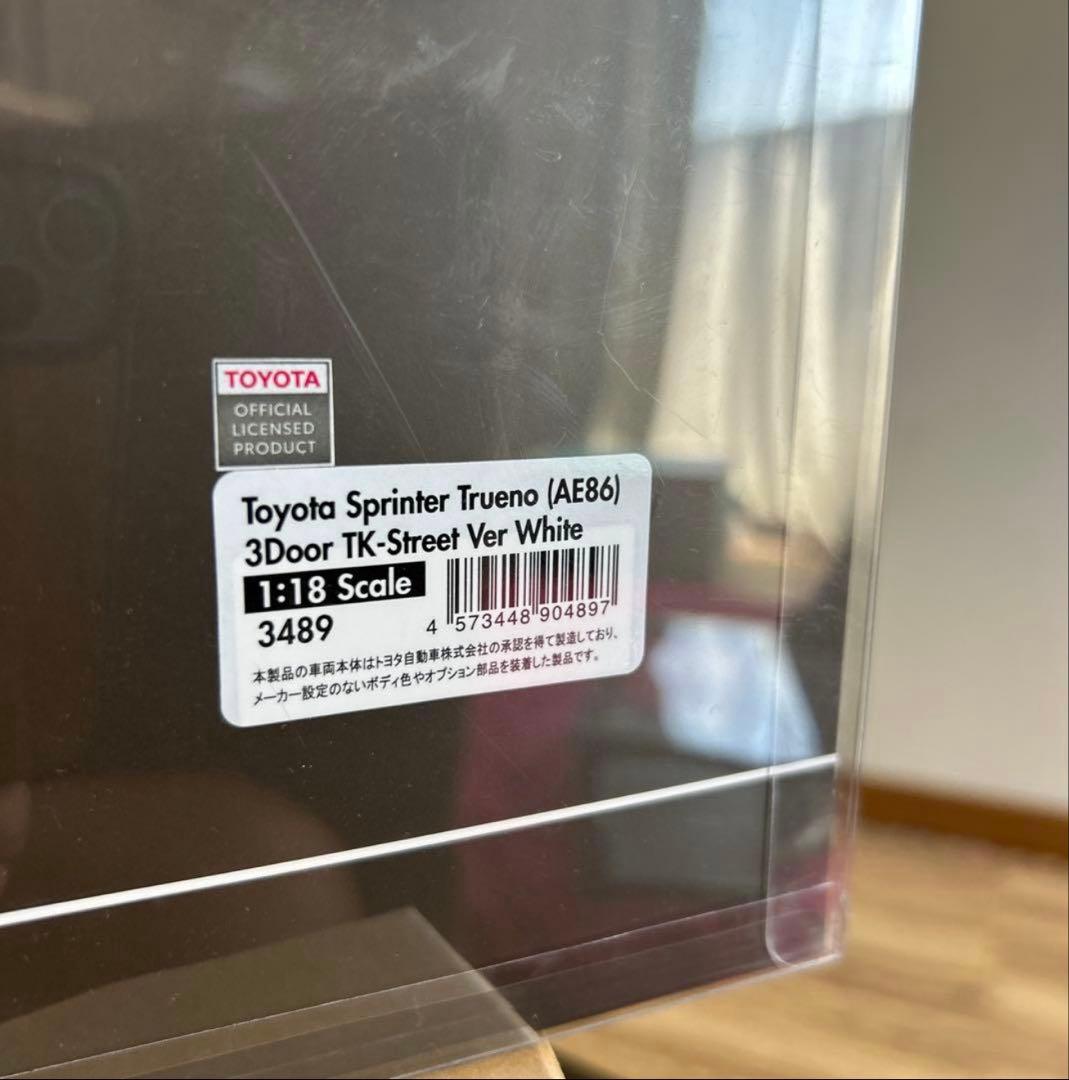 TOYOTA
OFFICIAL
LICENSED
PRODUCT
Toyota Sprinter Trueno (AE86)
3Door TK-Street Ver White
1:18 Scale
3489
4 573448 904897
本製品の車両本体はトヨタ自動車株式会社の承認を得て製造しており、
メーカー設定のないボディ色やオプション部品を装着した製品です。